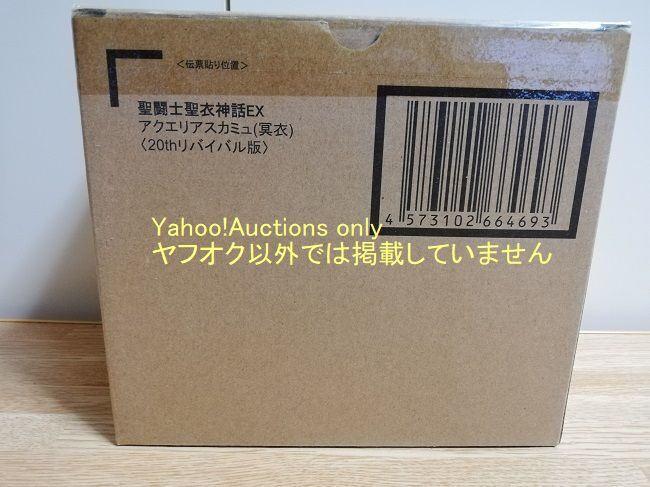 <伝票貼り位置>
聖闘士聖衣神話EX
アクエリアスカミュ(冥衣)
〈20thリバイバル版〉
4 573102 664693
Yahoo!Auctions only
ヤフオク以外では掲載していません